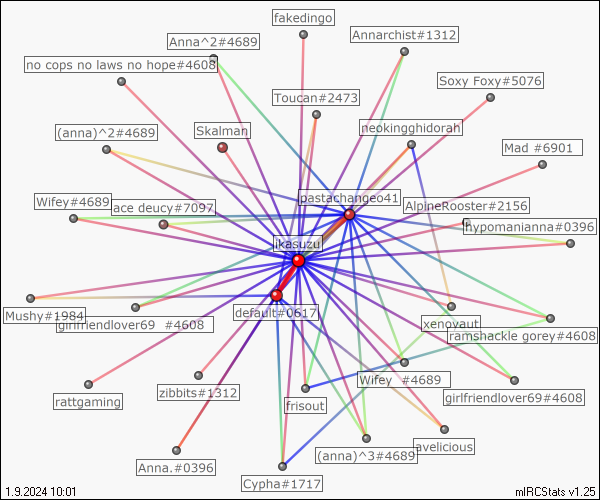 fakedingo
Anna^2#4689
Annarchist#1312
no cops no laws no hope#4608
Soxy Foxy#5076
Toucan#2473
Skalman
neokingghidorah
(anna)^2#4689
Mad #6901
pastachangeo41
Wifey#4689
ace deucy#7097
AlpineRooster#2156
hypomanianna#0396
ikasuzu
Mushy#1984
girlfriendlover69 #4608
default#0617
xenovaut
ramshackle gorey#4608
rattgaming
zibbits#1312
Wifey #4689
frisout
girlfriendlover69#4608
avelicious
(anna)^3#4689
Anna.#0396
Cypha#1717
1.9.2024 10:01
mIRCStats v1.25